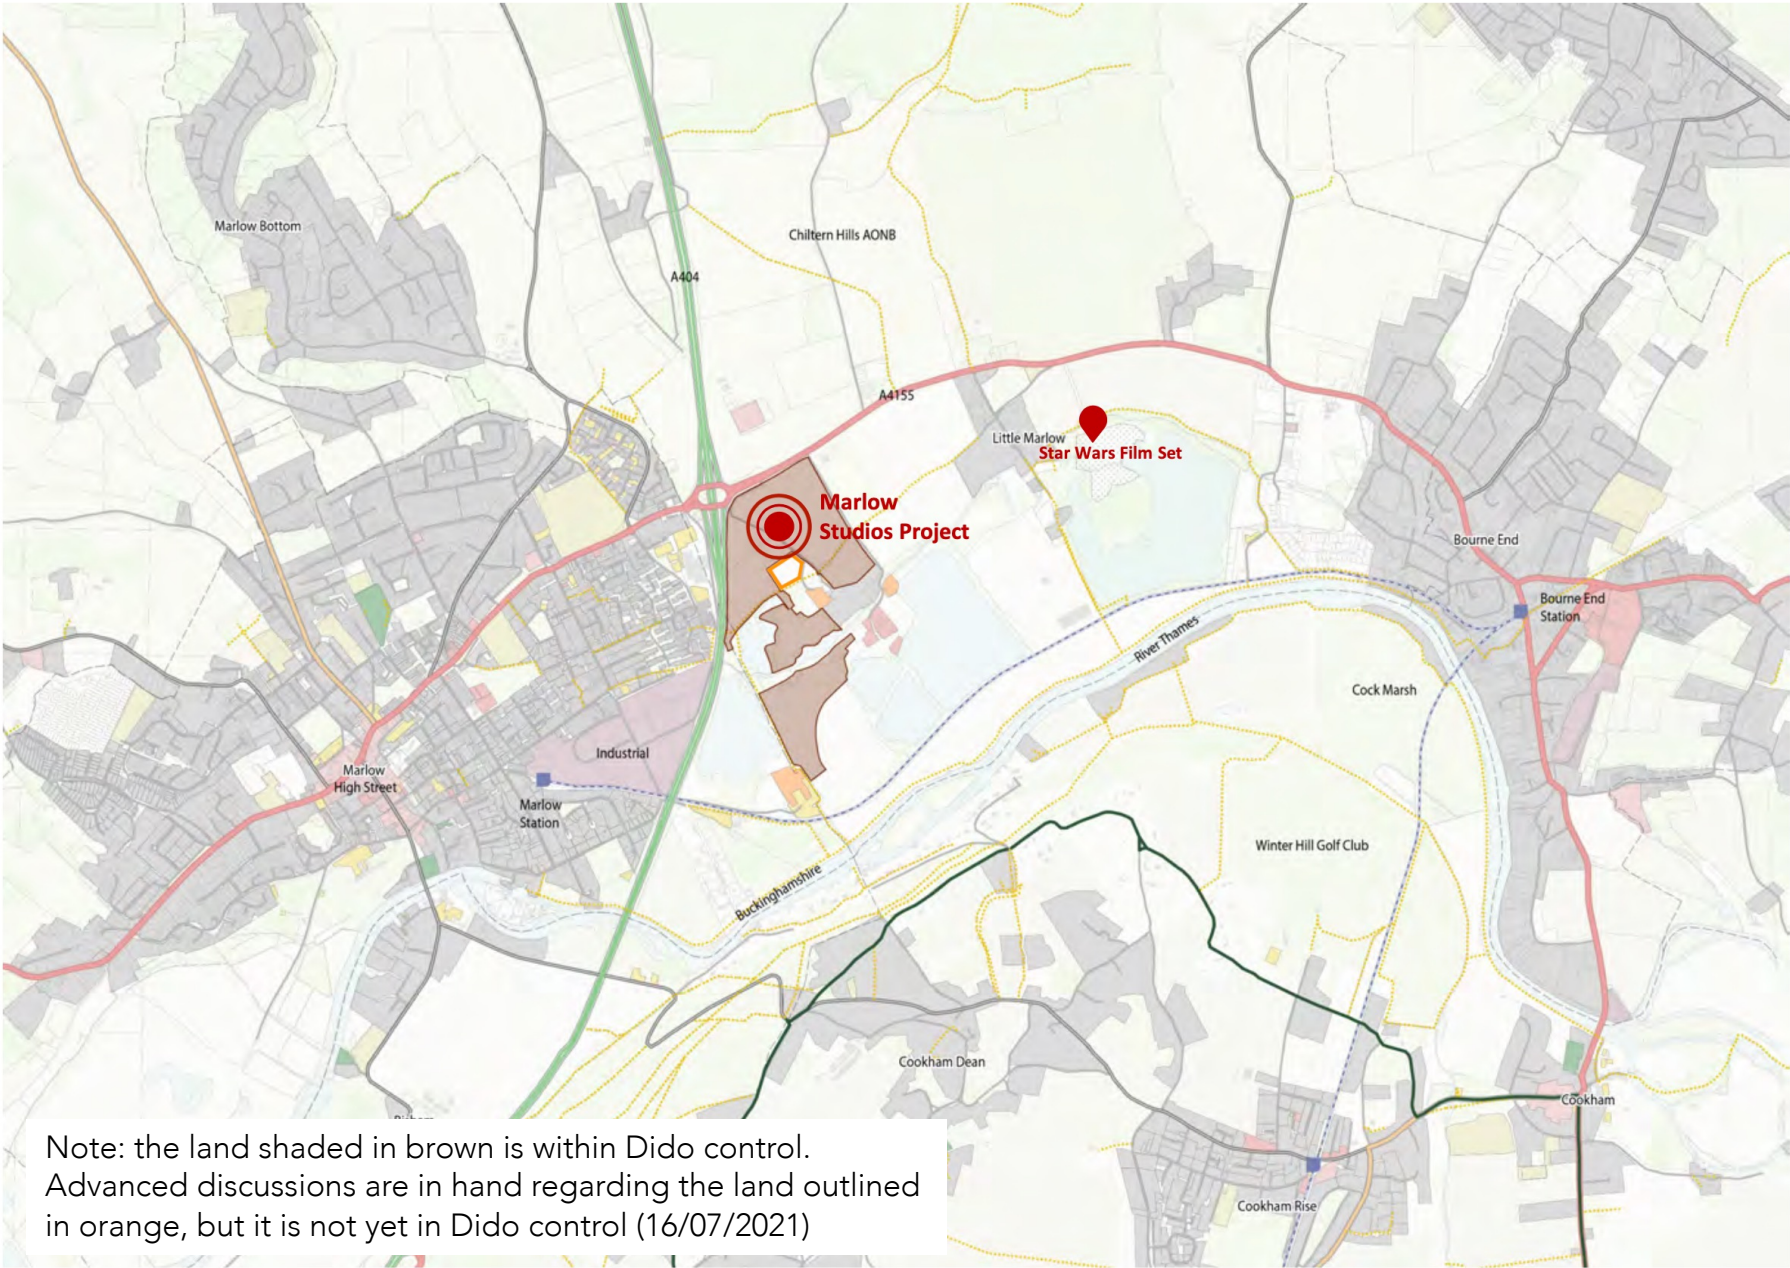 Marlow Bottom
Chiltern Hills AONB
A404
A4155
Little Marlow
Star Wars Film Set
Marlow
Studios Project
Bourne End
Bourne End
Station
River Thames
Cock Marsh
Industrial
Marlow
High Street
Marlow
Station
Winter Hill Golf Club
Buckinghamshire
Cookham Dean
Cookham
Cookham Rise
Note: the land shaded in brown is within Dido control.
Advanced discussions are in hand regarding the land outlined
in orange, but it is not yet in Dido control (16/07/2021)